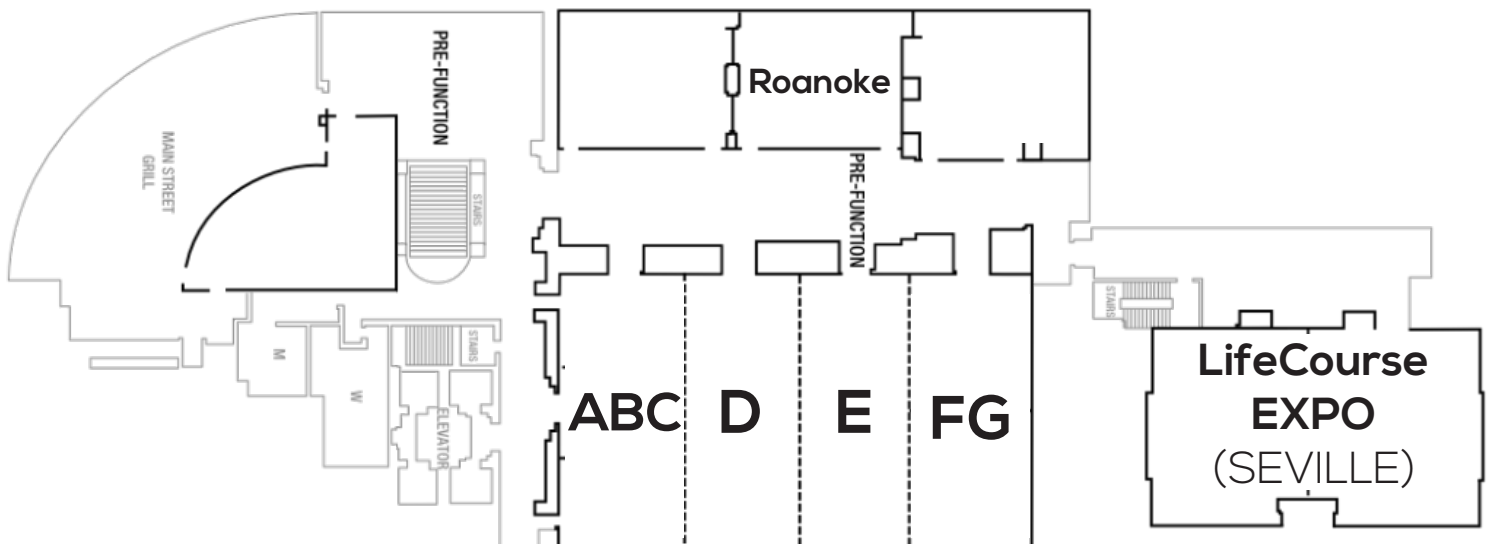 PRE-FUNCTION
Roanoke
MAIN STREET
GRILL
STAIRS
PRE-FUNCTION
STAIRS
M
W
STAIRS
ELEVATOR
ABC
D
E
FG
LifeCourse
EXPO
(SEVILLE)